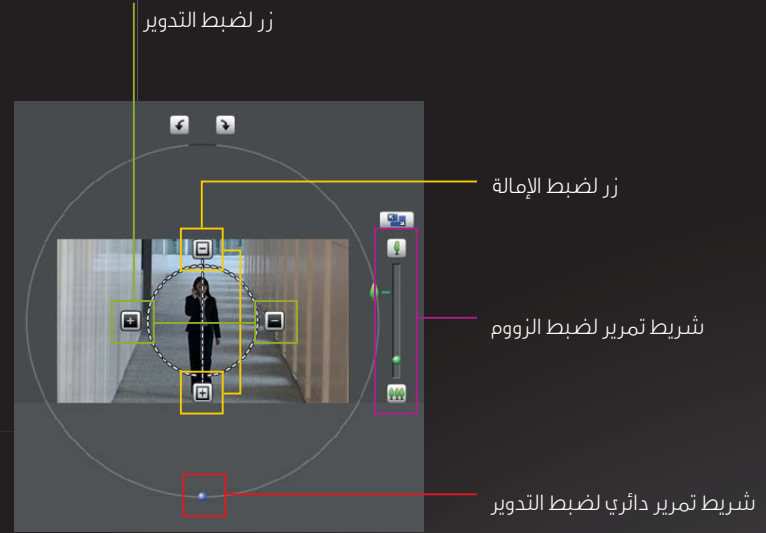 زر لضبط التدوير
زر لضبط الإمالة
شريط تمرير لضبط الزووم
شريط تمرير دائري لضبط التدوير